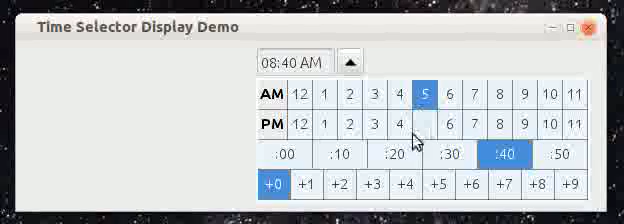 Time Selector Display Demo
08:40 AM
AM 12 1 2 3 4 5 6 7 8 9 10 11
PM 12 1 2 3 4 6 7 8 9 10 11
:00 :10 :20 :30 :40 :50
+0 +1 +2 +3 +4 +5 +6 +7 +8 +9